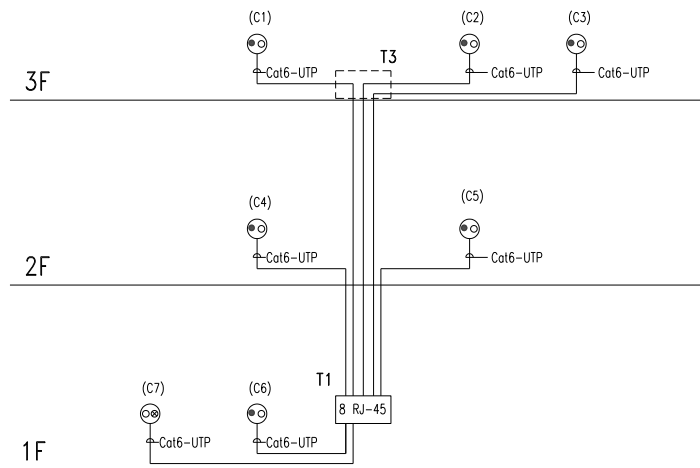 (C1) (C2) (C3)
T3
Cat6-UTP Cat6-UTP Cat6-UTP
3F
(C4) (C5)
Cat6-UTP Cat6-UTP
2F
T1
(C7) (C6)
8 RJ-45
Cat6-UTP Cat6-UTP
1F